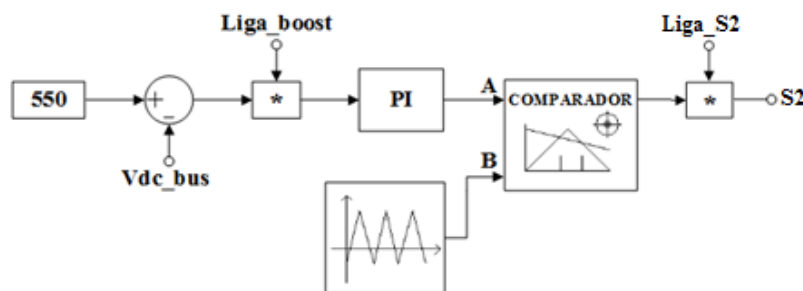 Liga_boost
Liga_S2
550
+
-
*
PI
A
COMPARADOR
*
S2
B
Vdc_bus